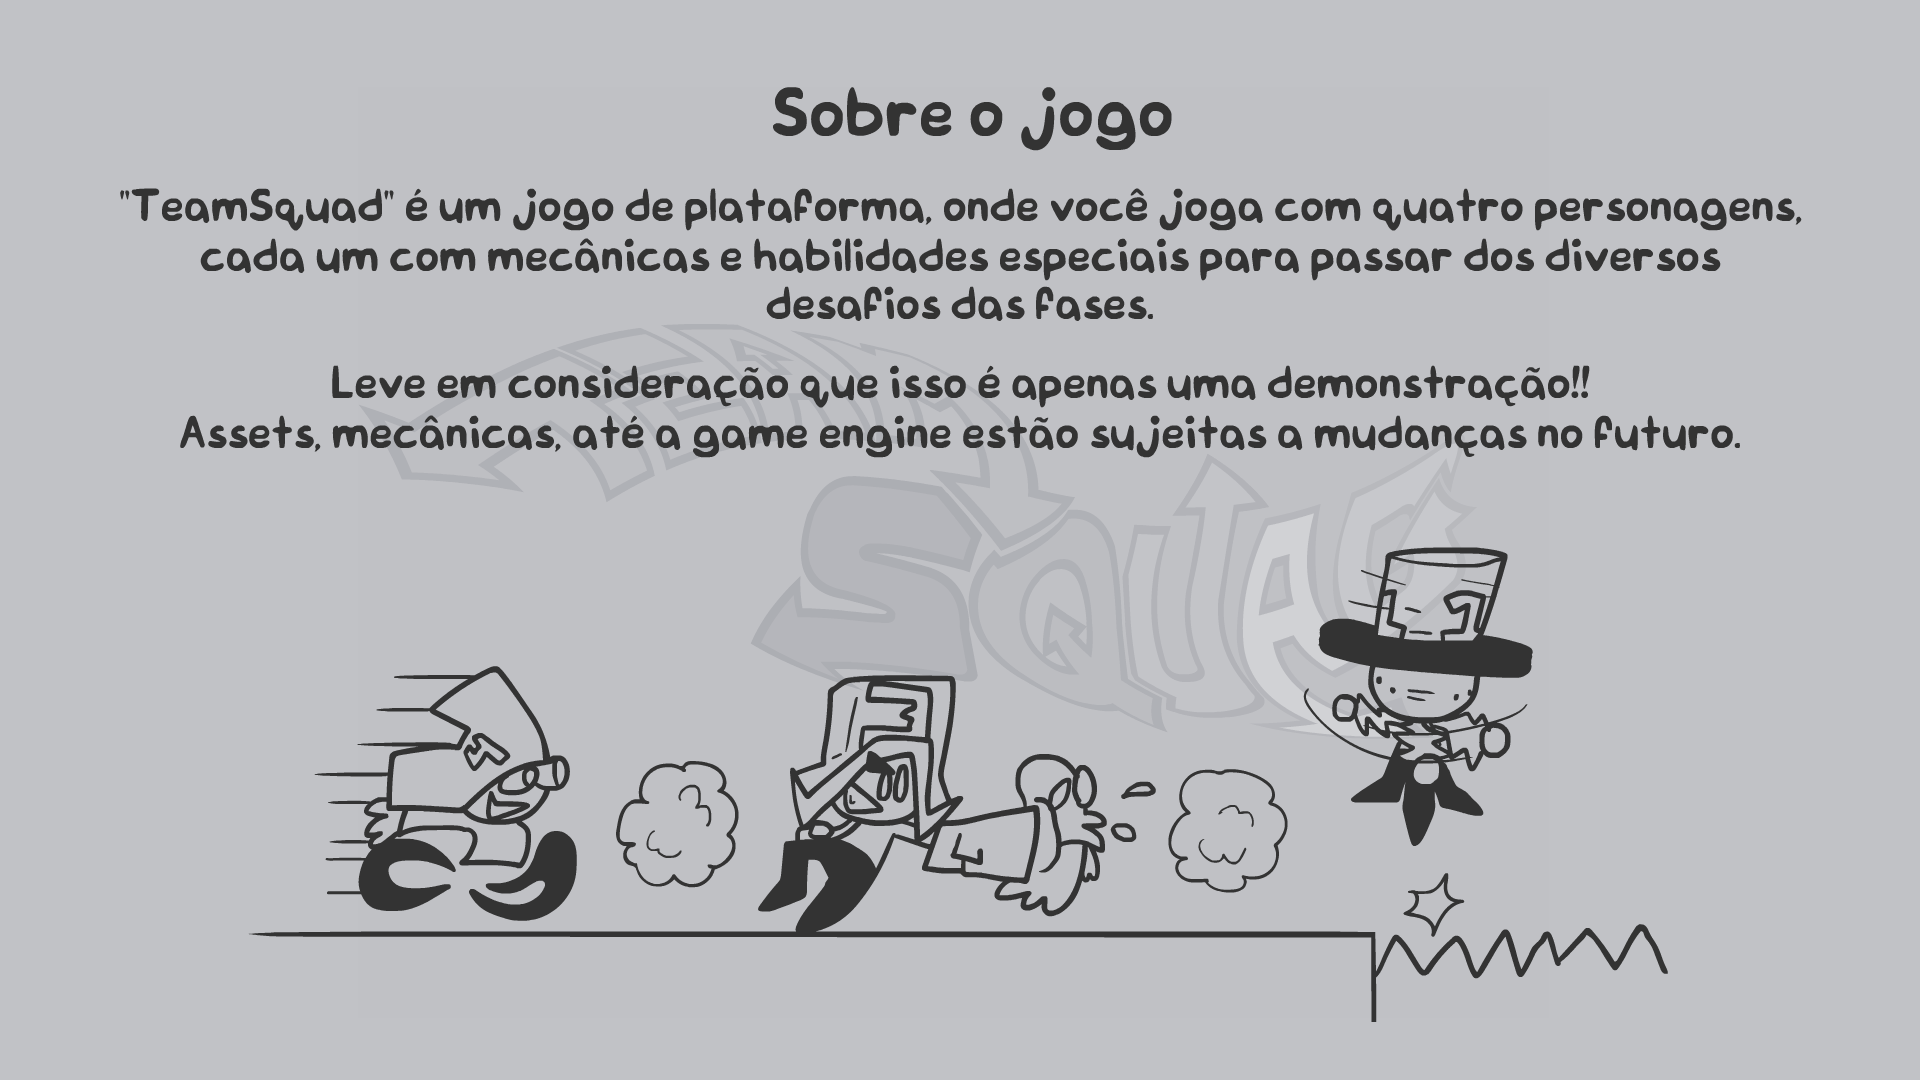 Sobre o jogo
"TeamSquad" é um jogo de plataforma, onde você joga com quatro personagens,
cada um com mecânicas e habilidades especiais para passar dos diversos
desafios das fases.
Leve em consideração que isso é apenas uma demonstração!!
Assets, mecânicas, até a game engine estão sujeitas a mudanças no futuro.
TEAM
SQUAD